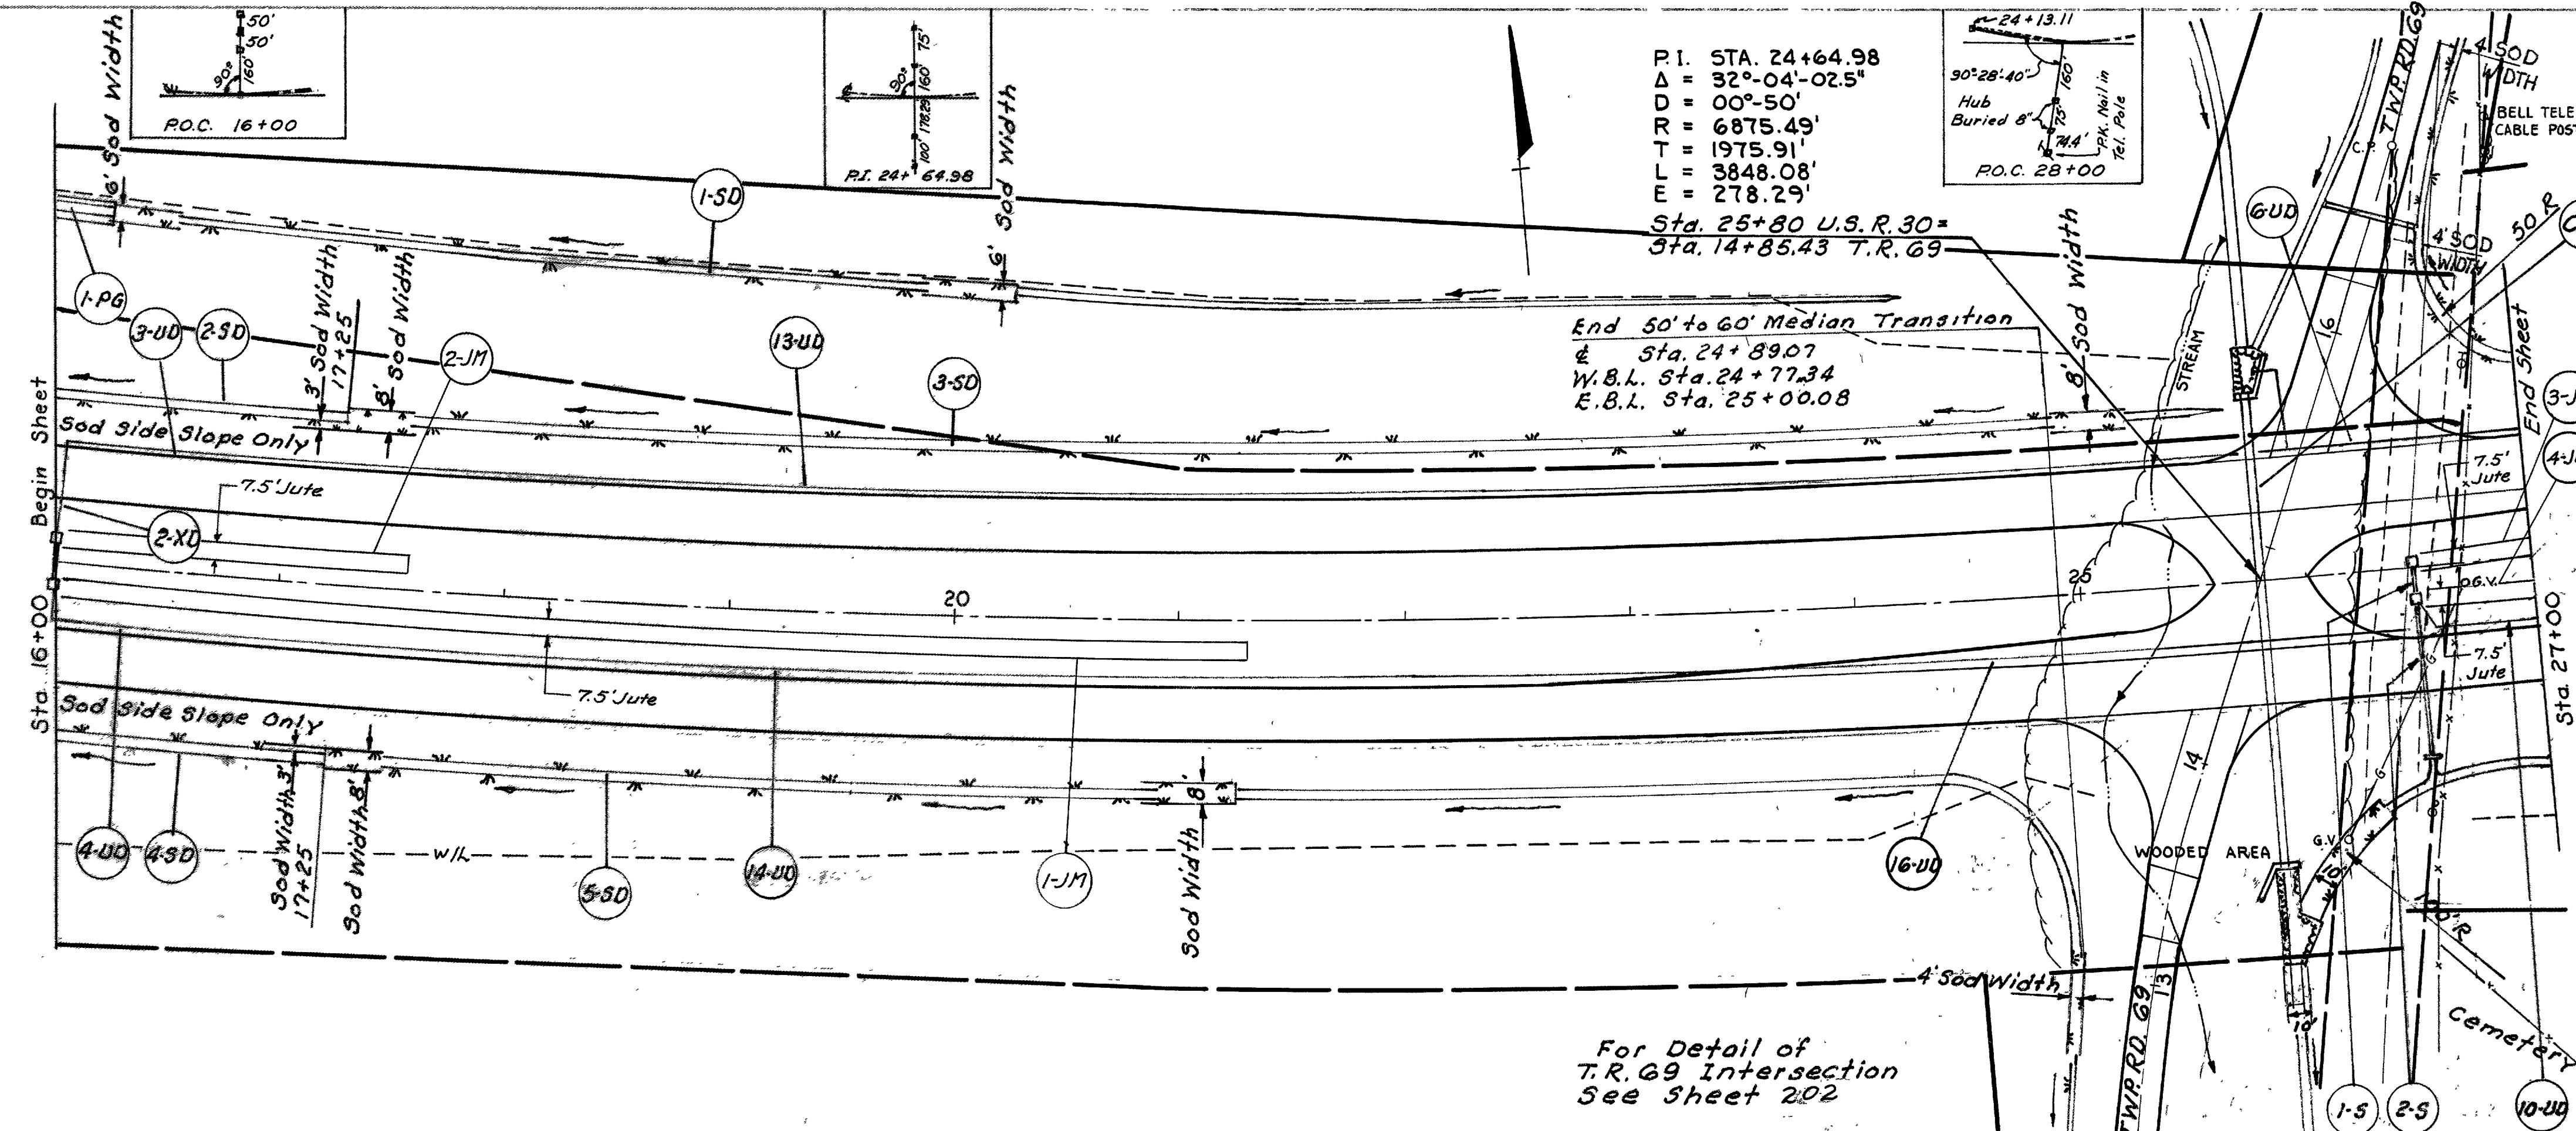 6' Sod Width
50'
50'
90°
160'
P.O.C. 16+00
75'
90°
160'
178.29'
100'
P.I. 24+64.98
6' Sod Width
P.I. STA. 24+64.98
Δ = 32°-04'-02.5"
D = 00°-50'
R = 6875.49'
T = 1975.91'
L = 3848.08'
E = 278.29'
Sta. 25+80 U.S.R. 30 =
Sta. 14+85.43 T.R. 69
24+13.11
90°-28'-40"
160'
Hub
Buried 8"
75'
74.4'
P.K. Nail in
Tel. Pole
P.O.C. 28+00
TWP. RD. 69
4' SOD
WIDTH
BELL TELE
CABLE POST
C.P.
6-UD
4' SOD
WIDTH
50' R
1-SD
1-PG
3-UD
2-SD
3' Sod Width
17+25
8' Sod Width
2-JM
13-UD
3-SD
End 50' to 60' Median Transition
℄ Sta. 24+89.07
W.B.L. Sta. 24+77.34
E.B.L. Sta. 25+00.08
8' Sod Width
STREAM
16
End Sheet
3-J
4-J
7.5'
Jute
Begin Sheet
Sta. 16+00
Sod Side Slope Only
7.5' Jute
2-XD
20
25
O.G.V.
7.5' Jute
7.5'
Jute
Sta. 27+00
Sod Side Slope Only
Sod Width 3'
17+25
Sod Width 8'
4-UD
4-SD
W/L
5-SD
14-UD
1-JM
8'
Sod Width
16-UD
WOODED AREA
14
G.V.
G
G
10'
4' Sod Width
13
TWP. RD. 69
10'
R
Cemetery
For Detail of
T.R. 69 Intersection
See Sheet 202
1-S
2-S
10-UD